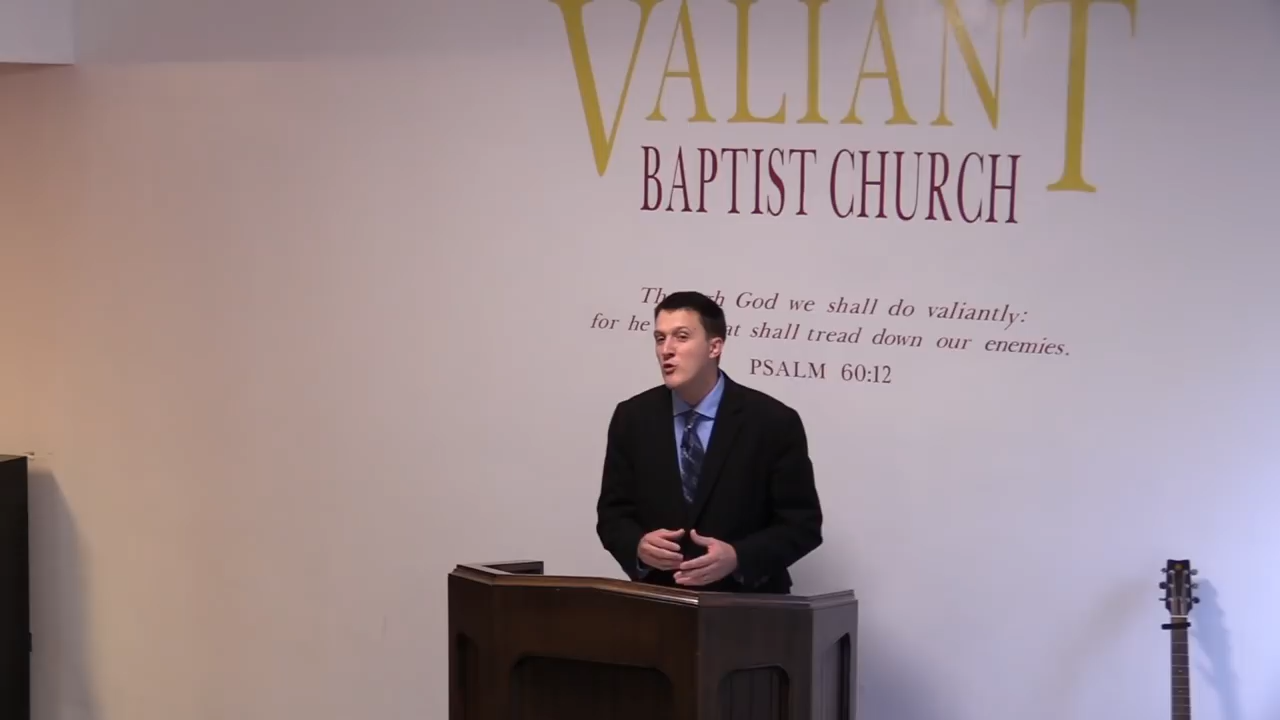 VALIANT
BAPTIST CHURCH
God we shall do valiantly:
for he shall tread down our enemies.
PSALM 60:12